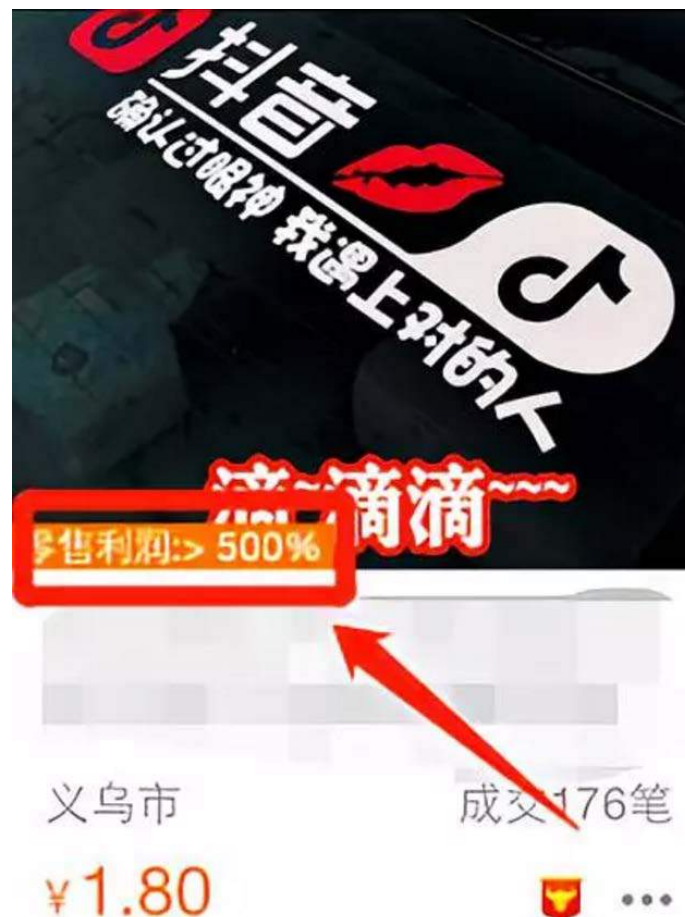 抖音
确认过眼神 我遇上对的人
滴~滴滴~~~
零售利润:> 500%
义乌市
成交176笔
¥1.80